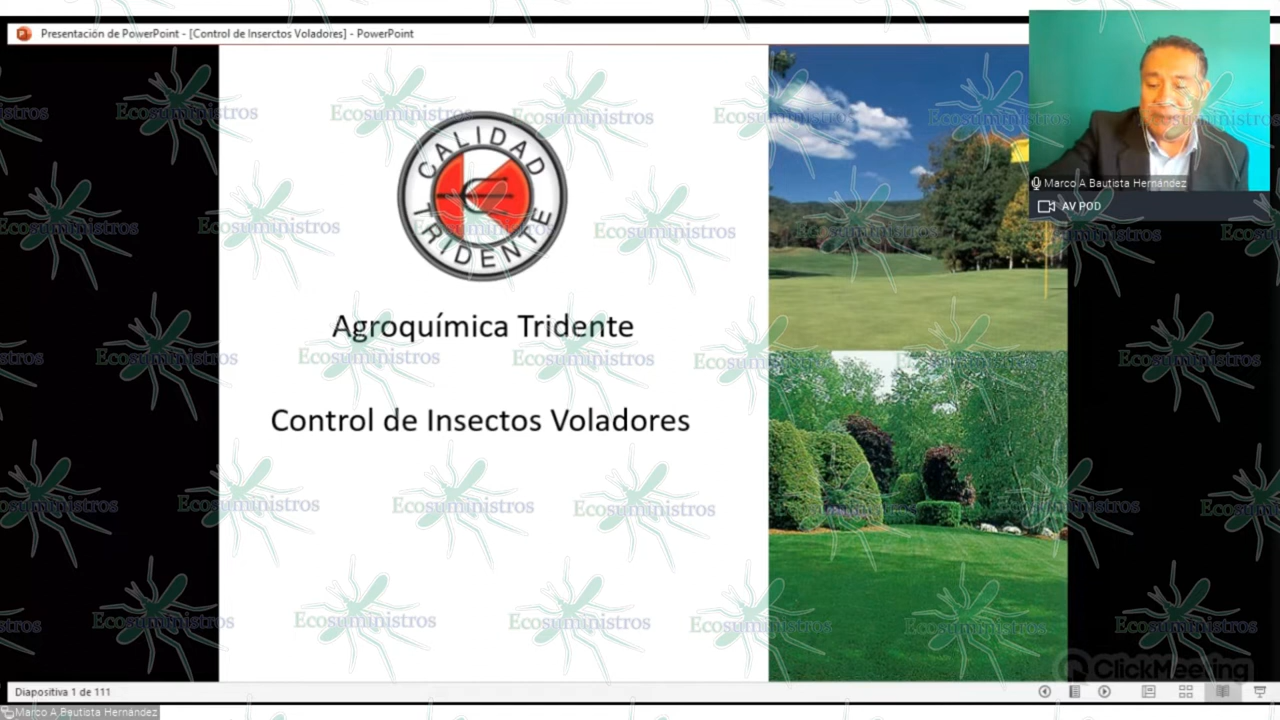 Presentación de PowerPoint - [Control de Inserctos Voladores] - PowerPoint
CALIDAD
TRIDENTE
Agroquímica Tridente
Control de Insectos Voladores
Marco A Bautista Hernández
AV POD
Ecosuministros
ClickMeeting
Diapositiva 1 de 111
Marco A Bautista Hernández